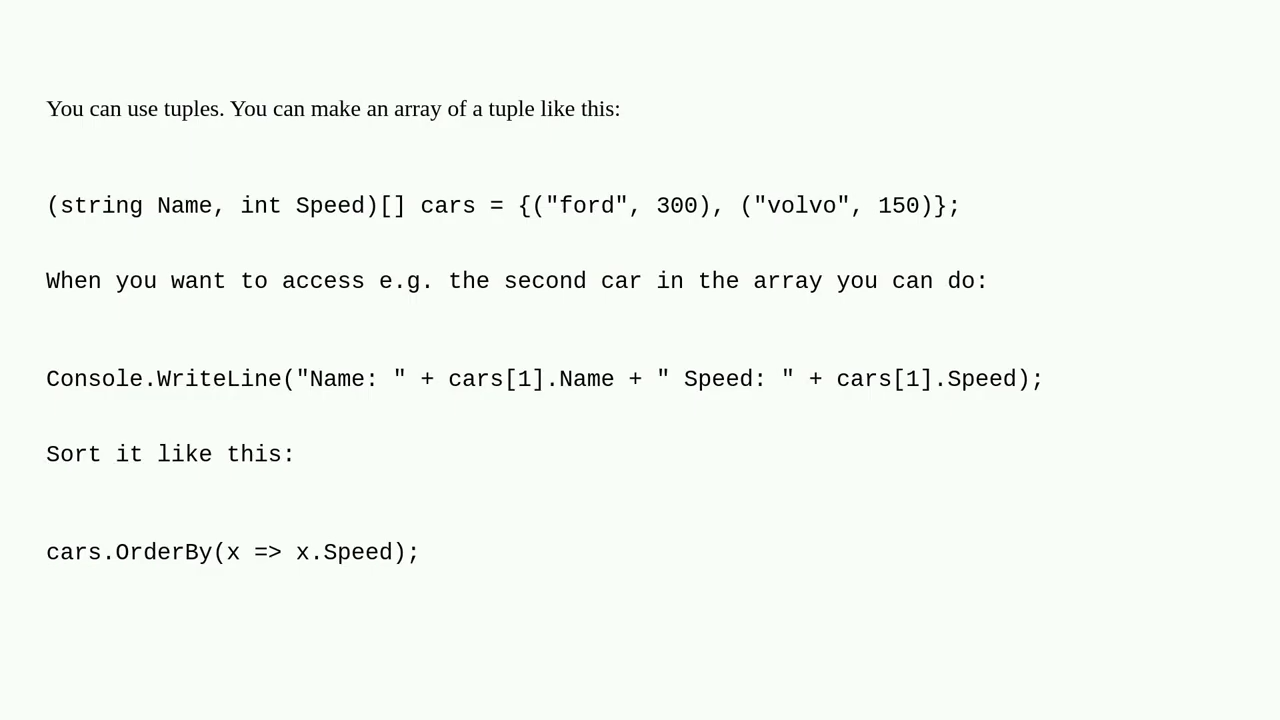 You can use tuples. You can make an array of a tuple like this:
(string Name, int Speed)[] cars = {("ford", 300), ("volvo", 150)};
When you want to access e.g. the second car in the array you can do:
Console.WriteLine("Name: " + cars[1].Name + " Speed: " + cars[1].Speed);
Sort it like this:
cars.OrderBy(x => x.Speed);